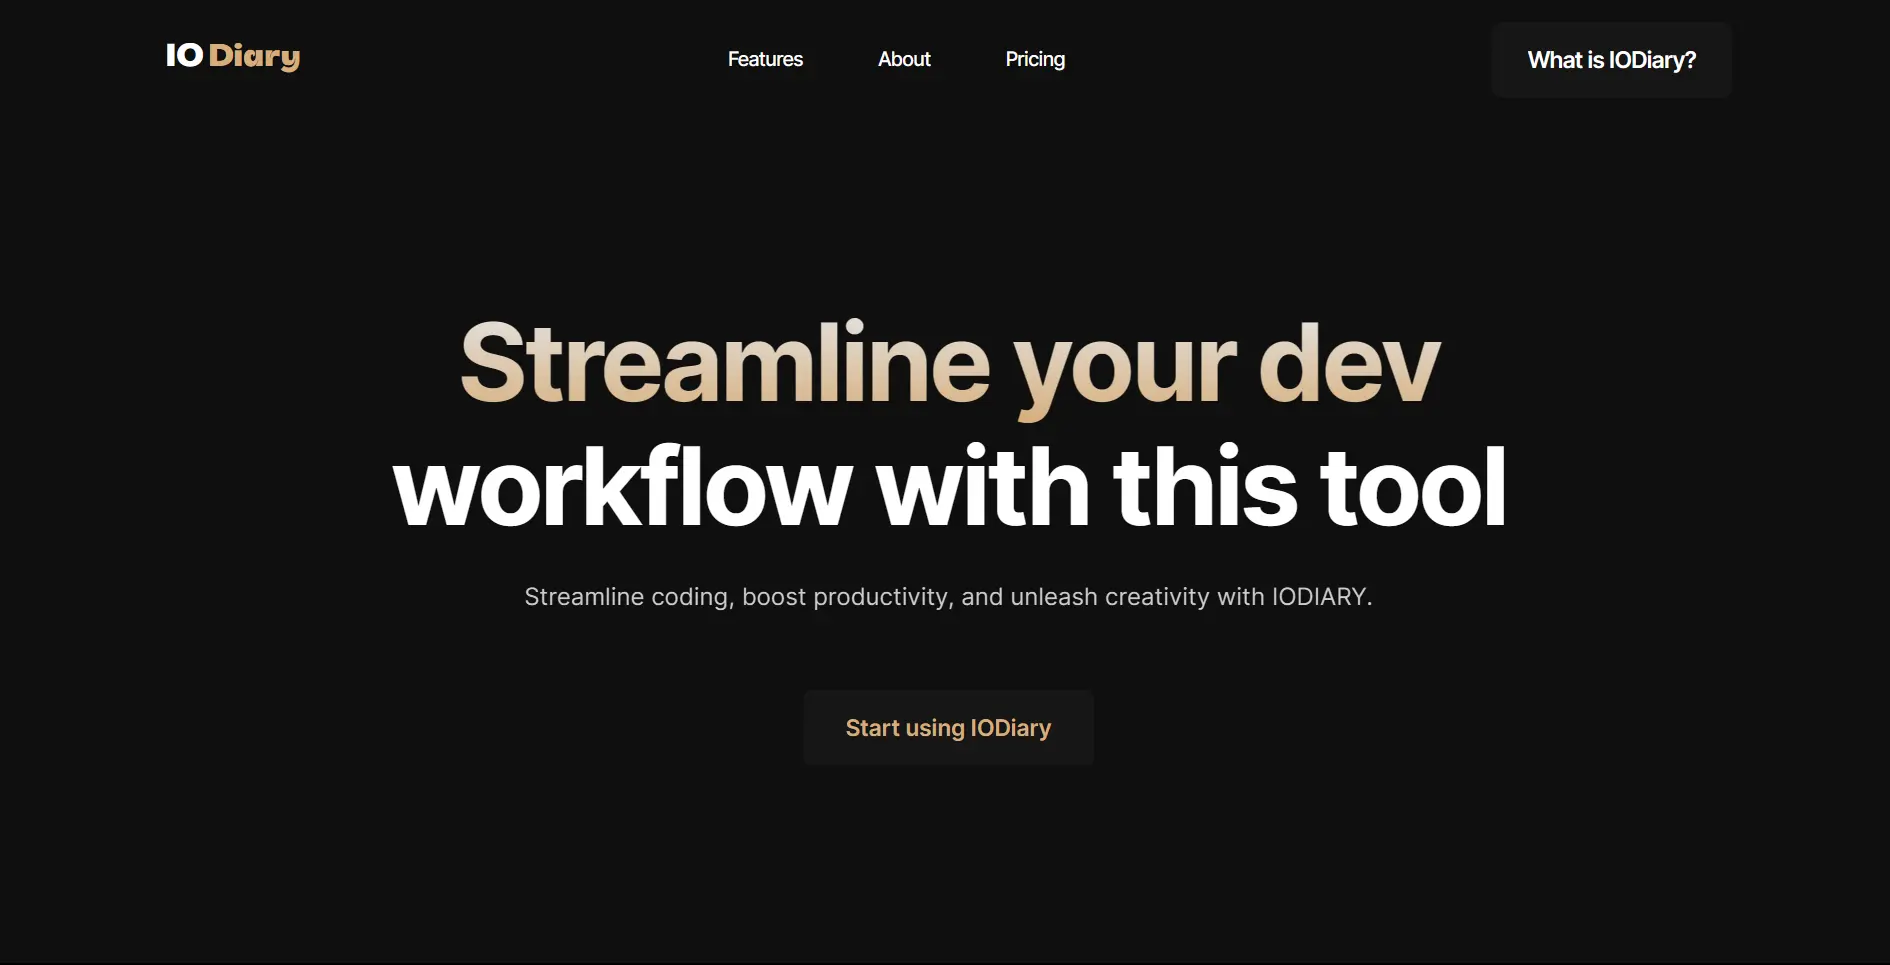 IO Diary
Features
About
Pricing
What is IODiary?
Streamline your dev
workflow with this tool
Streamline coding, boost productivity, and unleash creativity with IODIARY.
Start using IODiary